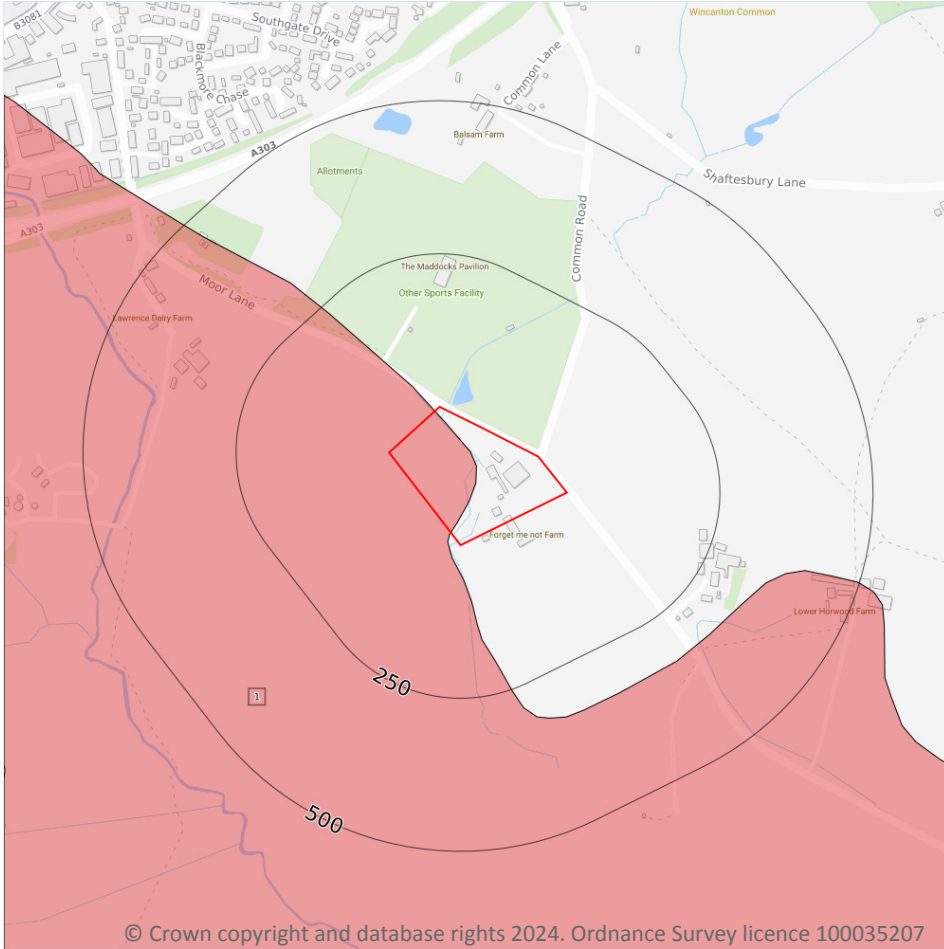 B3081
Southgate Drive
Wincanton Common
Blackmore Chase
Common Lane
Balsam Farm
A303
Allotments
Shaftesbury Lane
Common Road
A303
The Maddocks Pavilion
Other Sports Facility
Moor Lane
Lawrence Dairy Farm
Forget me not Farm
Lower Horwood Farm
250
1
500
© Crown copyright and database rights 2024. Ordnance Survey licence 100035207